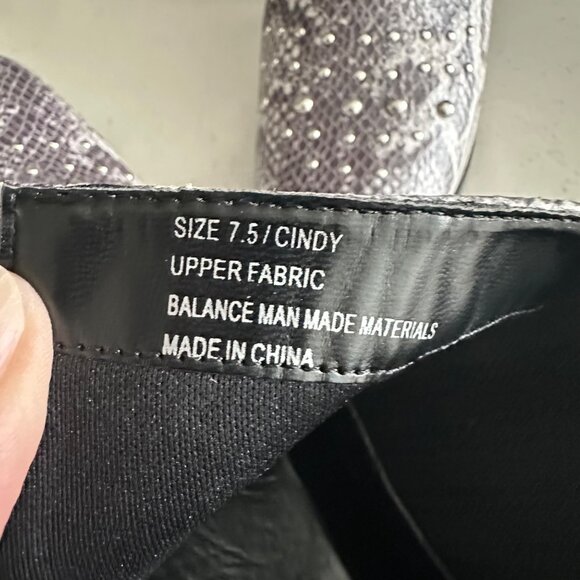 SIZE 7.5 / CINDY
UPPER FABRIC
BALANCE MAN MADE MATERIALS
MADE IN CHINA